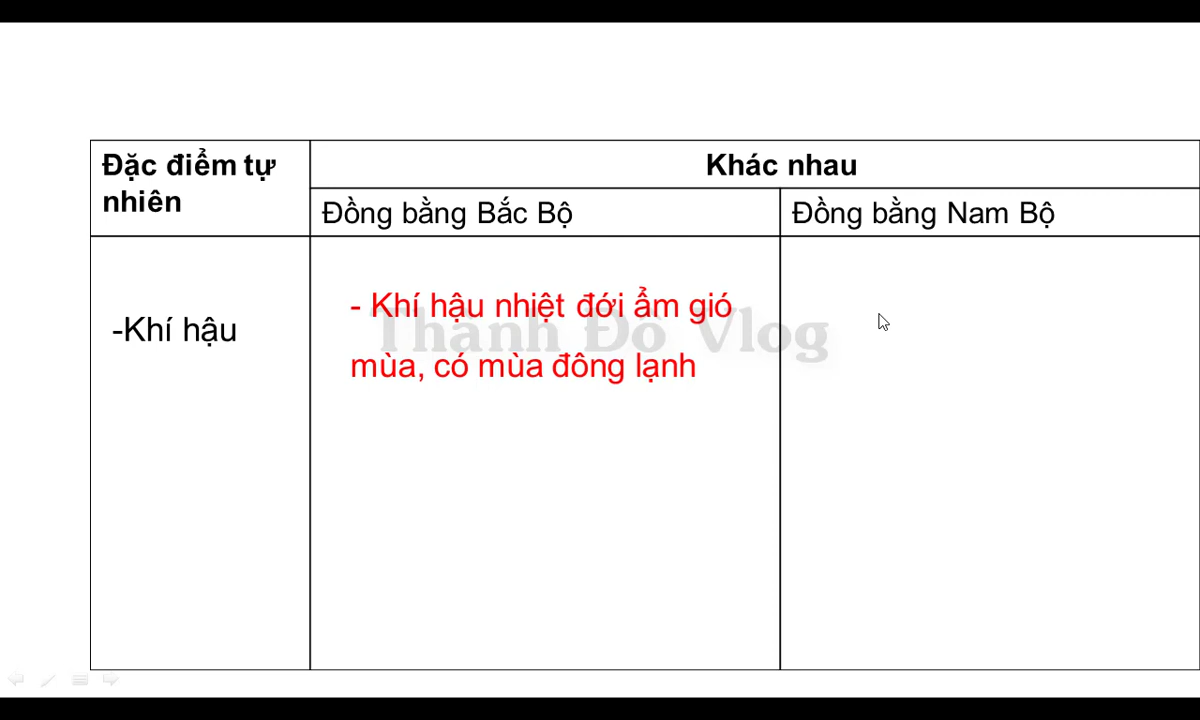 Đặc điểm tự
nhiên
Khác nhau
Đồng bằng Bắc Bộ
Đồng bằng Nam Bộ
-Khí hậu
- Khí hậu nhiệt đới ẩm gió
mùa, có mùa đông lạnh
Thanh Đo Vlog